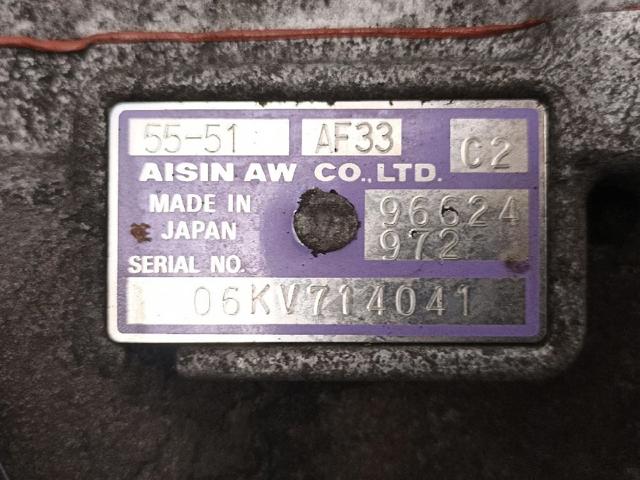 55-51 AF33 C2
AISIN AW CO.,LTD.
MADE IN JAPAN
96624 972
SERIAL NO.
06KV714041